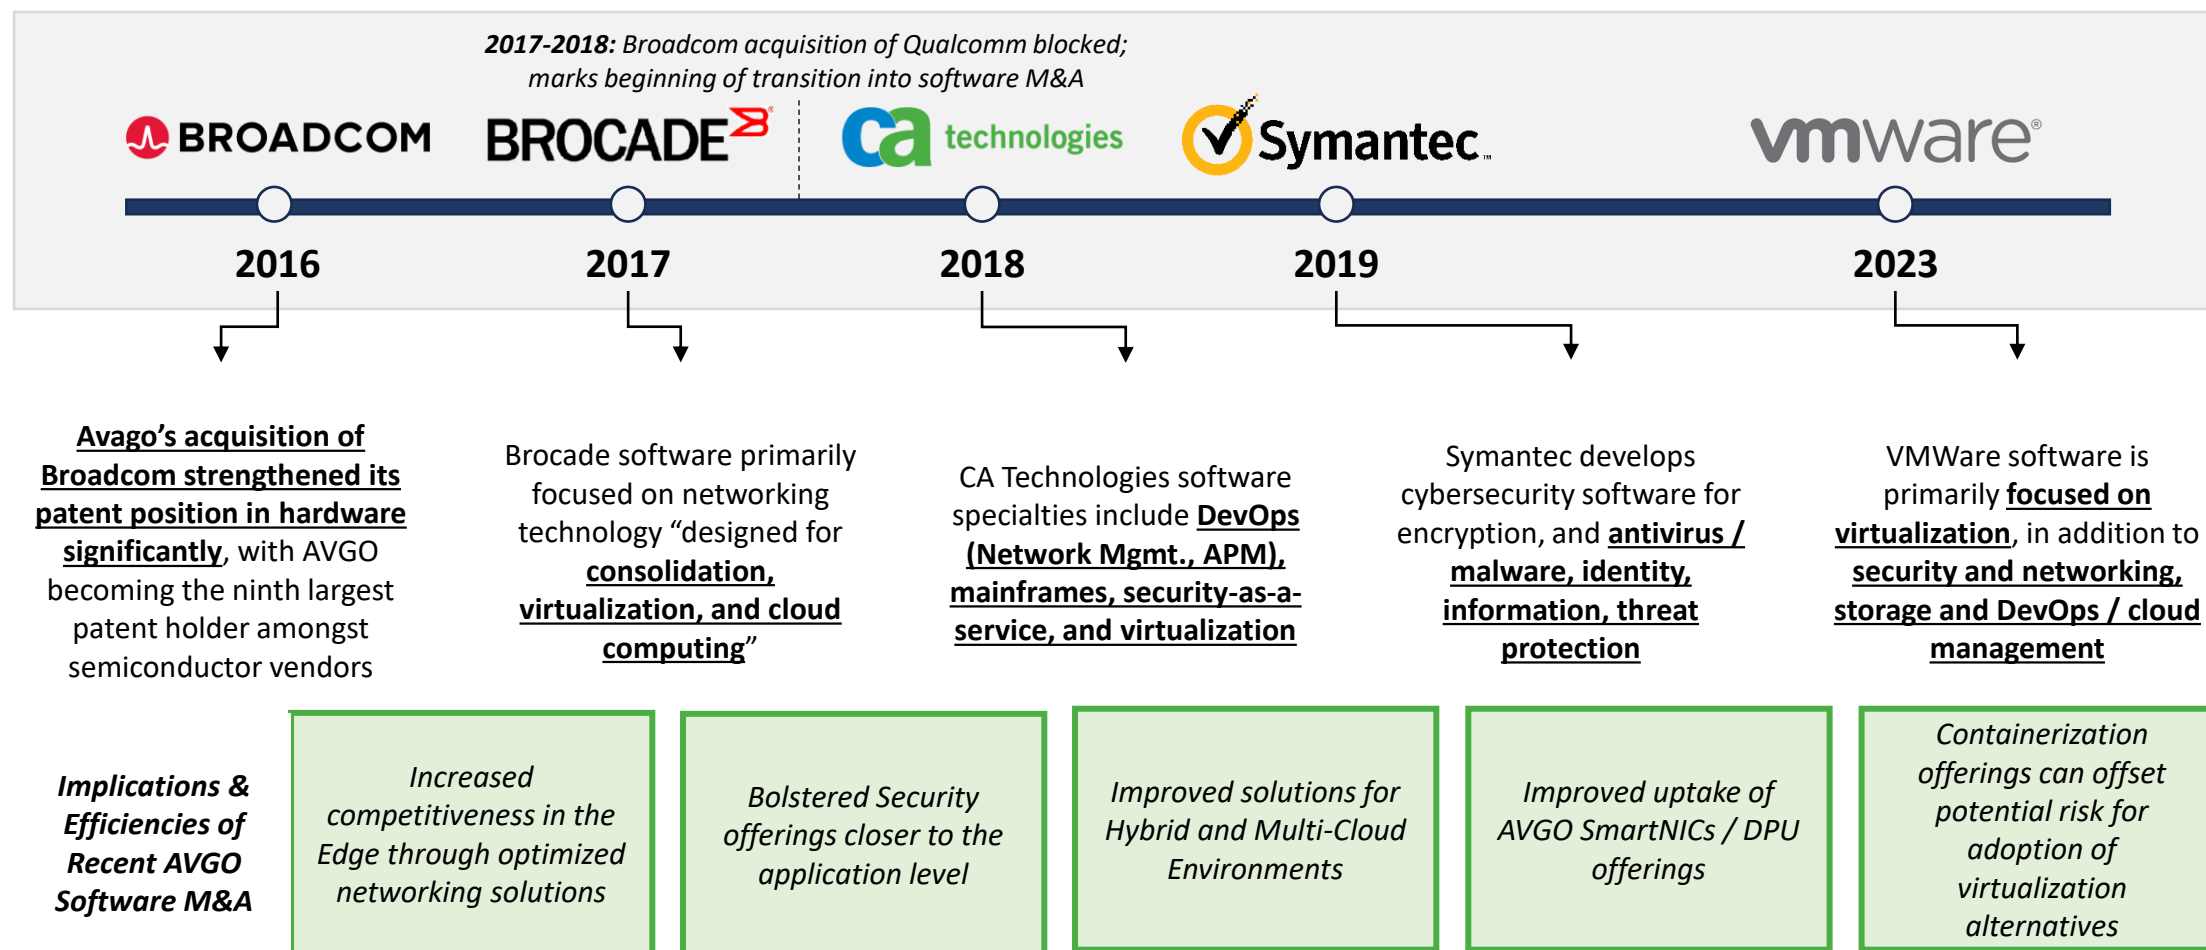 2017-2018: Broadcom acquisition of Qualcomm blocked;
marks beginning of transition into software M&A
BROADCOM
BROCADE
ca technologies
Symantec™
vmware®
2016
2017
2018
2019
2023
Avago’s acquisition of
Broadcom strengthened its
patent position in hardware
significantly, with AVGO
becoming the ninth largest
patent holder amongst
semiconductor vendors
Brocade software primarily
focused on networking
technology “designed for
consolidation,
virtualization, and cloud
computing”
CA Technologies software
specialties include DevOps
(Network Mgmt., APM),
mainframes, security-as-a-
service, and virtualization
Symantec develops
cybersecurity software for
encryption, and antivirus /
malware, identity,
information, threat
protection
VMWare software is
primarily focused on
virtualization, in addition to
security and networking,
storage and DevOps / cloud
management
Implications &
Efficiencies of
Recent AVGO
Software M&A
Increased
competitiveness in the
Edge through optimized
networking solutions
Bolstered Security
offerings closer to the
application level
Improved solutions for
Hybrid and Multi-Cloud
Environments
Improved uptake of
AVGO SmartNICs / DPU
offerings
Containerization
offerings can offset
potential risk for
adoption of
virtualization
alternatives